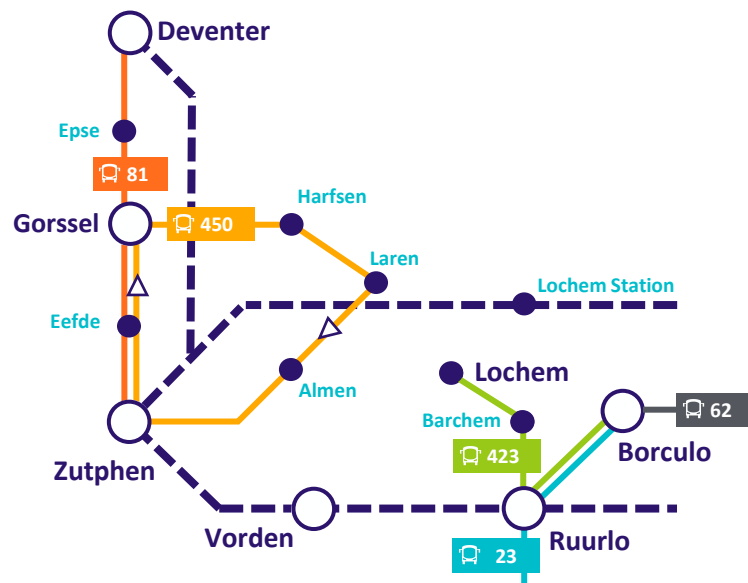 Deventer
Epse
81
Harfsen
Gorssel
450
Laren
Lochem Station
Eefde
Lochem
Almen
Barchem
62
Zutphen
423
Borculo
Vorden
Ruurlo
23